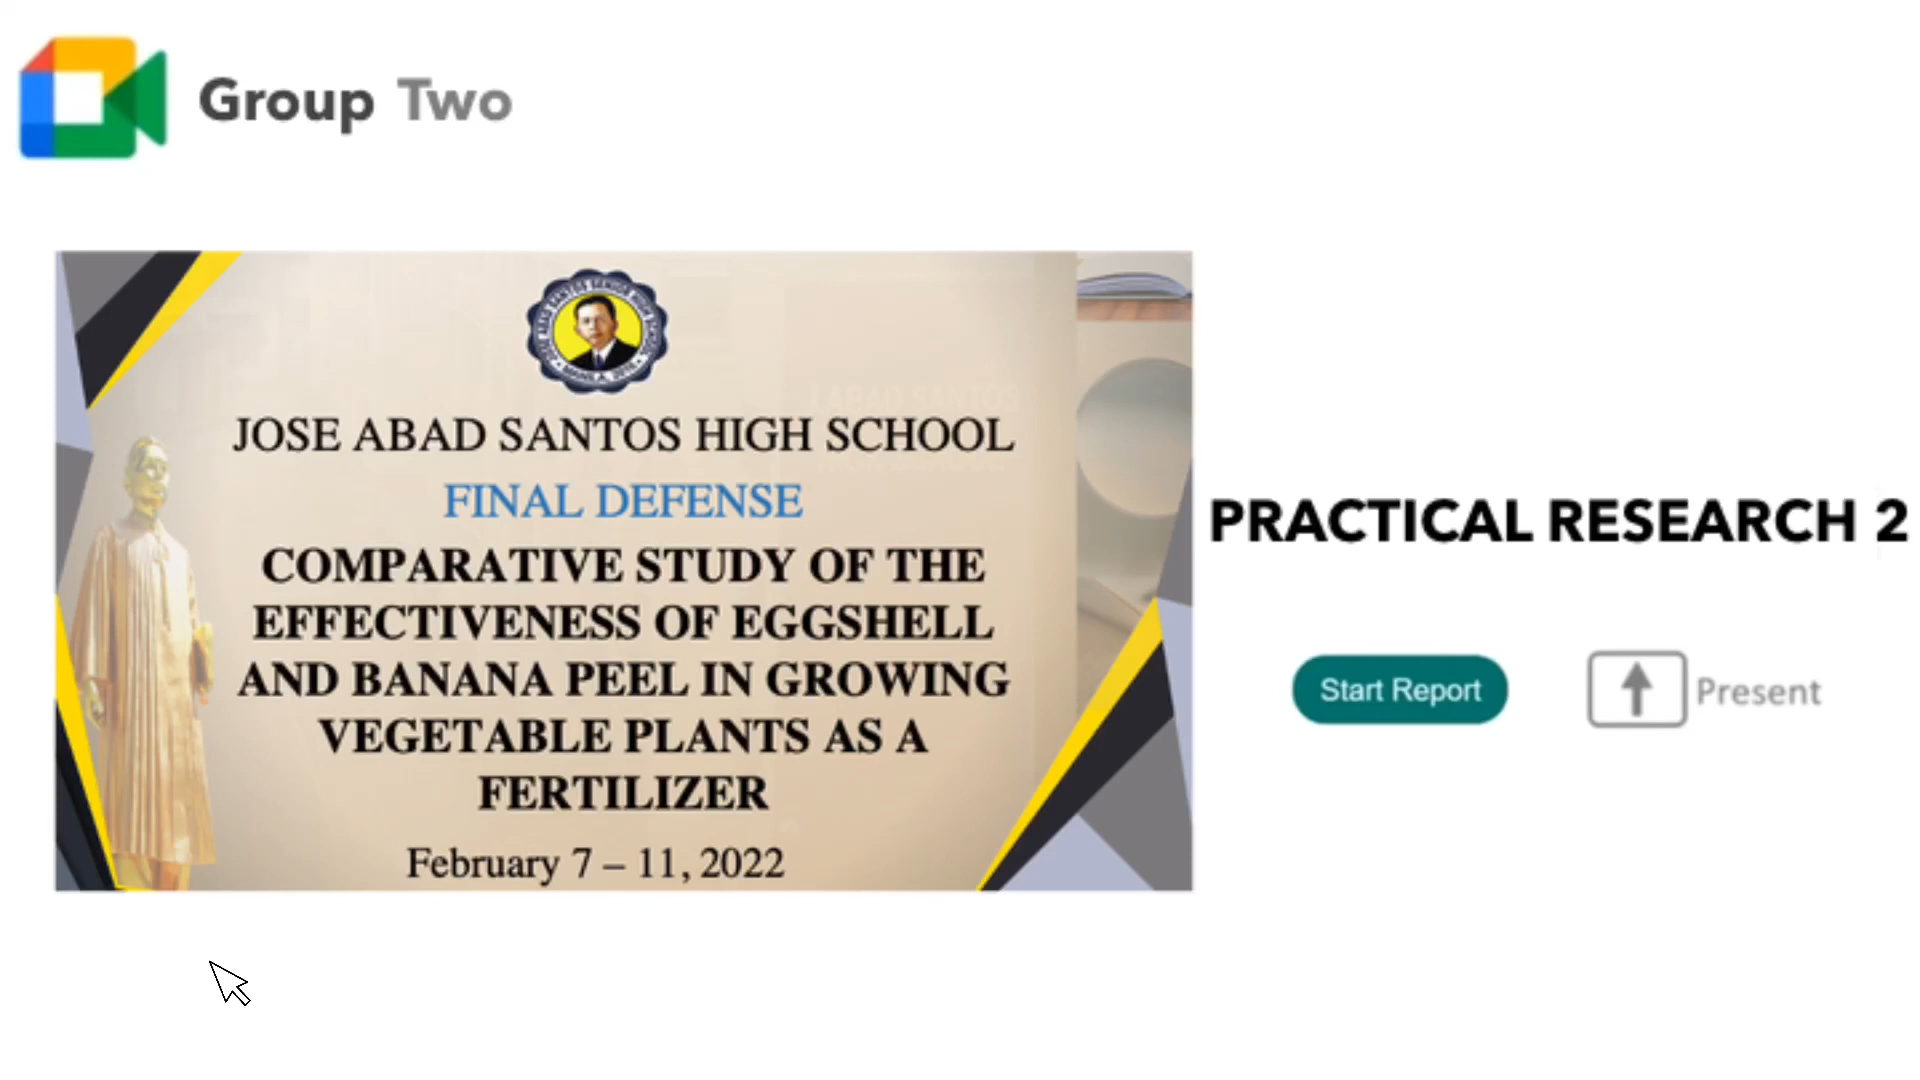 Group Two
JOSE ABAD SANTOS HIGH SCHOOL
FINAL DEFENSE
COMPARATIVE STUDY OF THE
EFFECTIVENESS OF EGGSHELL
AND BANANA PEEL IN GROWING
VEGETABLE PLANTS AS A
FERTILIZER
February 7 – 11, 2022
PRACTICAL RESEARCH 2
Start Report
Present